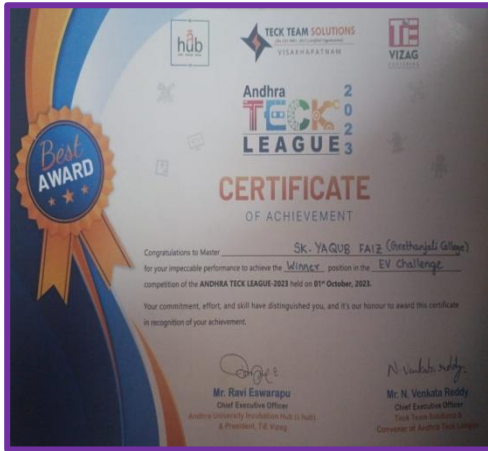 hub
TECK TEAM SOLUTIONS
VISAKHAPATNAM
TiE
VIZAG
Andhra
TECK
LEAGUE
2023
Best
AWARD
CERTIFICATE
OF ACHIEVEMENT
Congratulations to Master SK. YAQUB FAIZ (Geethanjali College)
for your impeccable performance to achieve the Winner position in the EV Challenge
competition of the ANDHRA TECK LEAGUE-2023 held on 01st October, 2023.
Your commitment, effort, and skill have distinguished you, and it's our honour to award this certificate
in recognition of your achievement.
N. Venkata reddy
Mr. Ravi Eswarapu
Chief Executive Officer
Andhra University Incubation Hub (a hub)
& President, TiE Vizag
Mr. N. Venkata Reddy
Chief Executive Officer
Teck Team Solutions &
Convener of Andhra Teck League